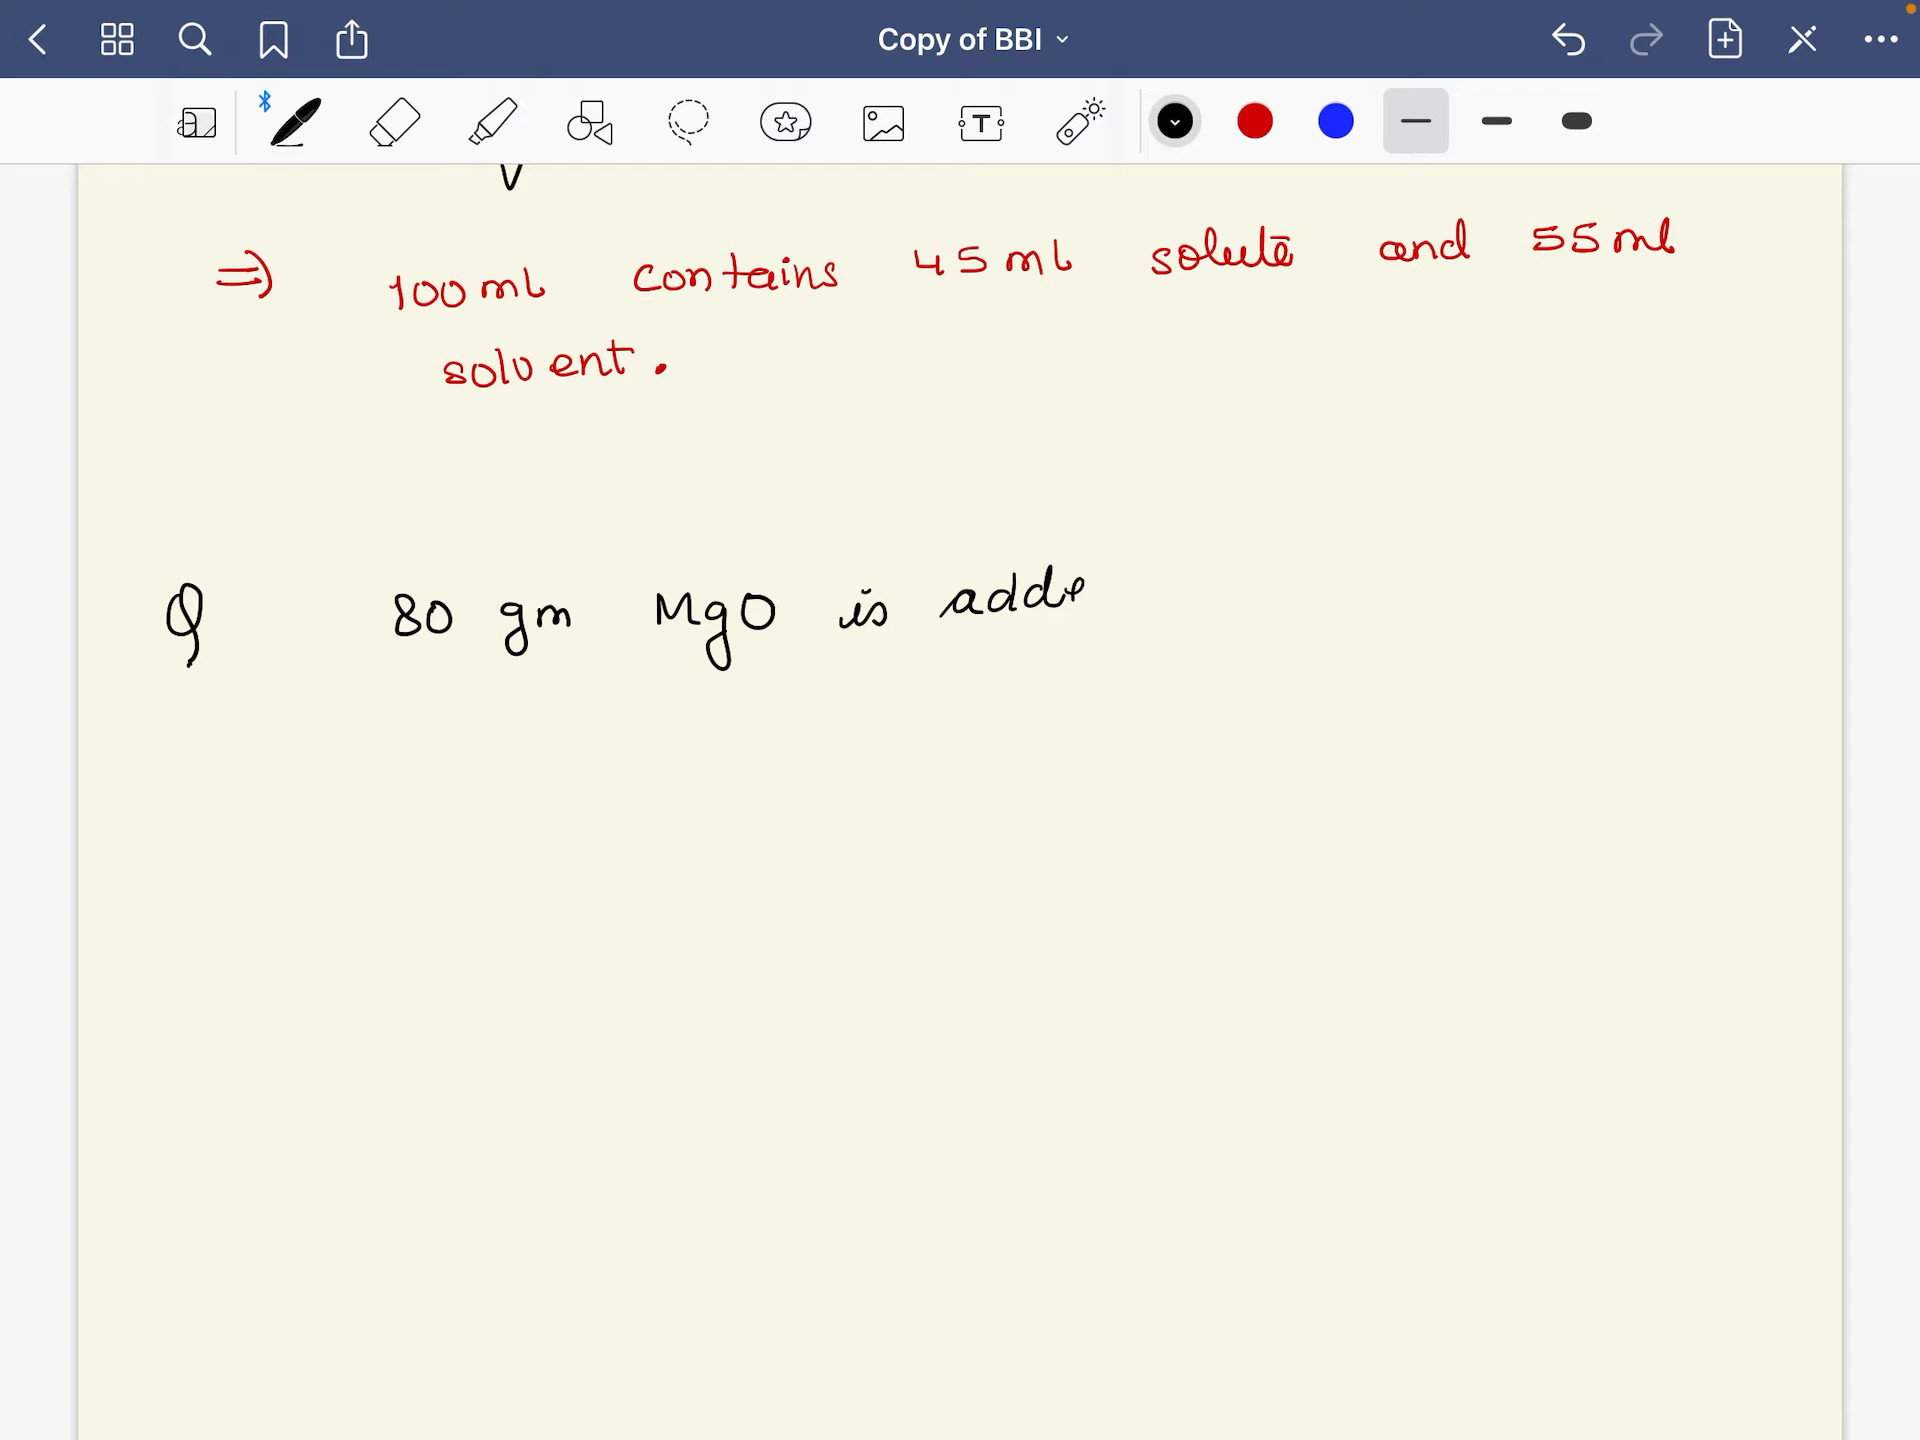 Copy of BBI
T
V
⇒ 100 ml contains 45 ml solute and 55 ml
solvent.
Q 80 gm MgO is adde